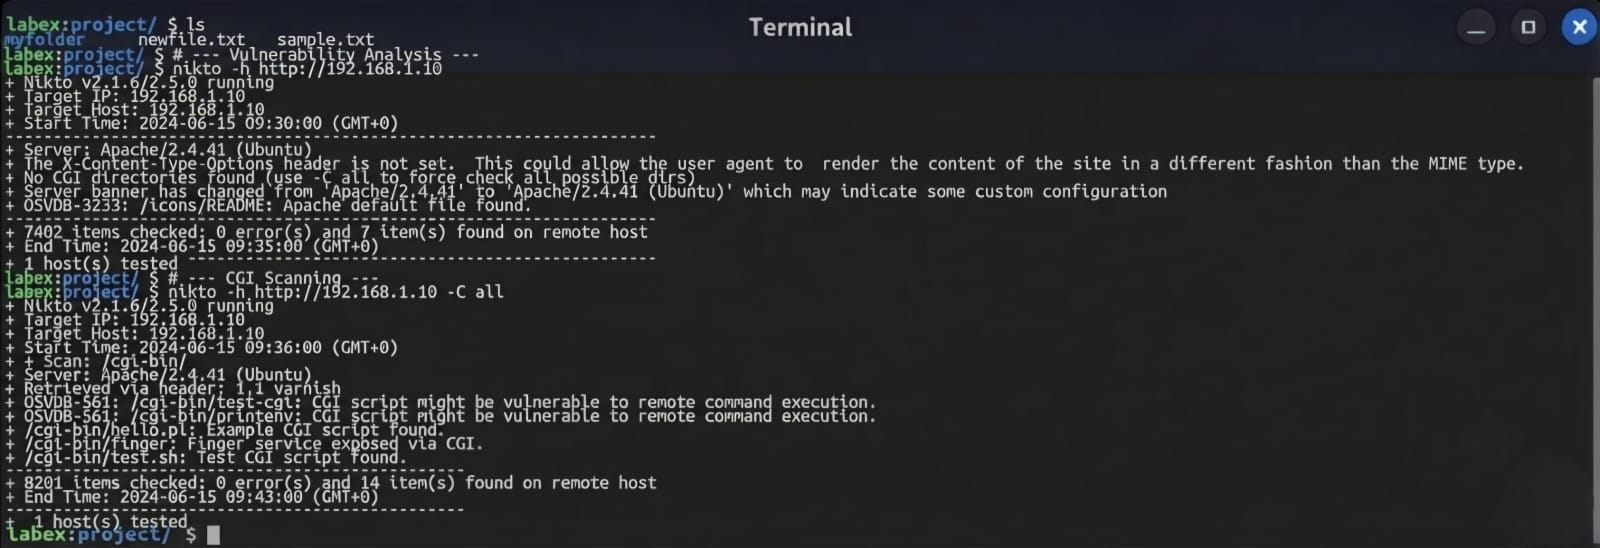 Terminal
labex:project/ $ ls
myfolder newfile.txt sample.txt
labex:project/ $ # --- Vulnerability Analysis ---
labex:project/ $ nikto -h http://192.168.1.10
+ Nikto v2.1.6/2.5.0 running
+ Target IP: 192.168.1.10
+ Target Host: 192.168.1.10
+ Start Time: 2024-06-15 09:30:00 (GMT+0)
---------------------------------------------------------------------
+ Server: Apache/2.4.41 (Ubuntu)
+ The X-Content-Type-Options header is not set. This could allow the user agent to render the content of the site in a different fashion than the MIME type.
+ No CGI directories found (use -C all to force check all possible dirs)
+ Server banner has changed from 'Apache/2.4.41' to 'Apache/2.4.41 (Ubuntu)' which may indicate some custom configuration
+ OSVDB-3233: /icons/README: Apache default file found.
---------------------------------------------------------------------
+ 7402 items checked: 0 error(s) and 7 item(s) found on remote host
+ End Time: 2024-06-15 09:35:00 (GMT+0)
+ 1 host(s) tested --------------------------------------------------
labex:project/ $ # --- CGI Scanning ---
labex:project/ $ nikto -h http://192.168.1.10 -C all
+ Nikto v2.1.6/2.5.0 running
+ Target IP: 192.168.1.10
+ Target Host: 192.168.1.10
+ Start Time: 2024-06-15 09:36:00 (GMT+0)
+ + Scan: /cgi-bin/
+ Server: Apache/2.4.41 (Ubuntu)
+ Retrieved via header: 1.1 varnish
+ OSVDB-561: /cgi-bin/test-cgi: CGI script might be vulnerable to remote command execution.
+ OSVDB-561: /cgi-bin/printenv: CGI script might be vulnerable to remote command execution.
+ /cgi-bin/hello.pl: Example CGI script found.
+ /cgi-bin/finger: Finger service exposed via CGI.
+ /cgi-bin/test.sh: Test CGI script found.
-------------------------------------------------
+ 8201 items checked: 0 error(s) and 14 item(s) found on remote host
+ End Time: 2024-06-15 09:43:00 (GMT+0)
-------------------------------------------------
+ 1 host(s) tested
labex:project/ $